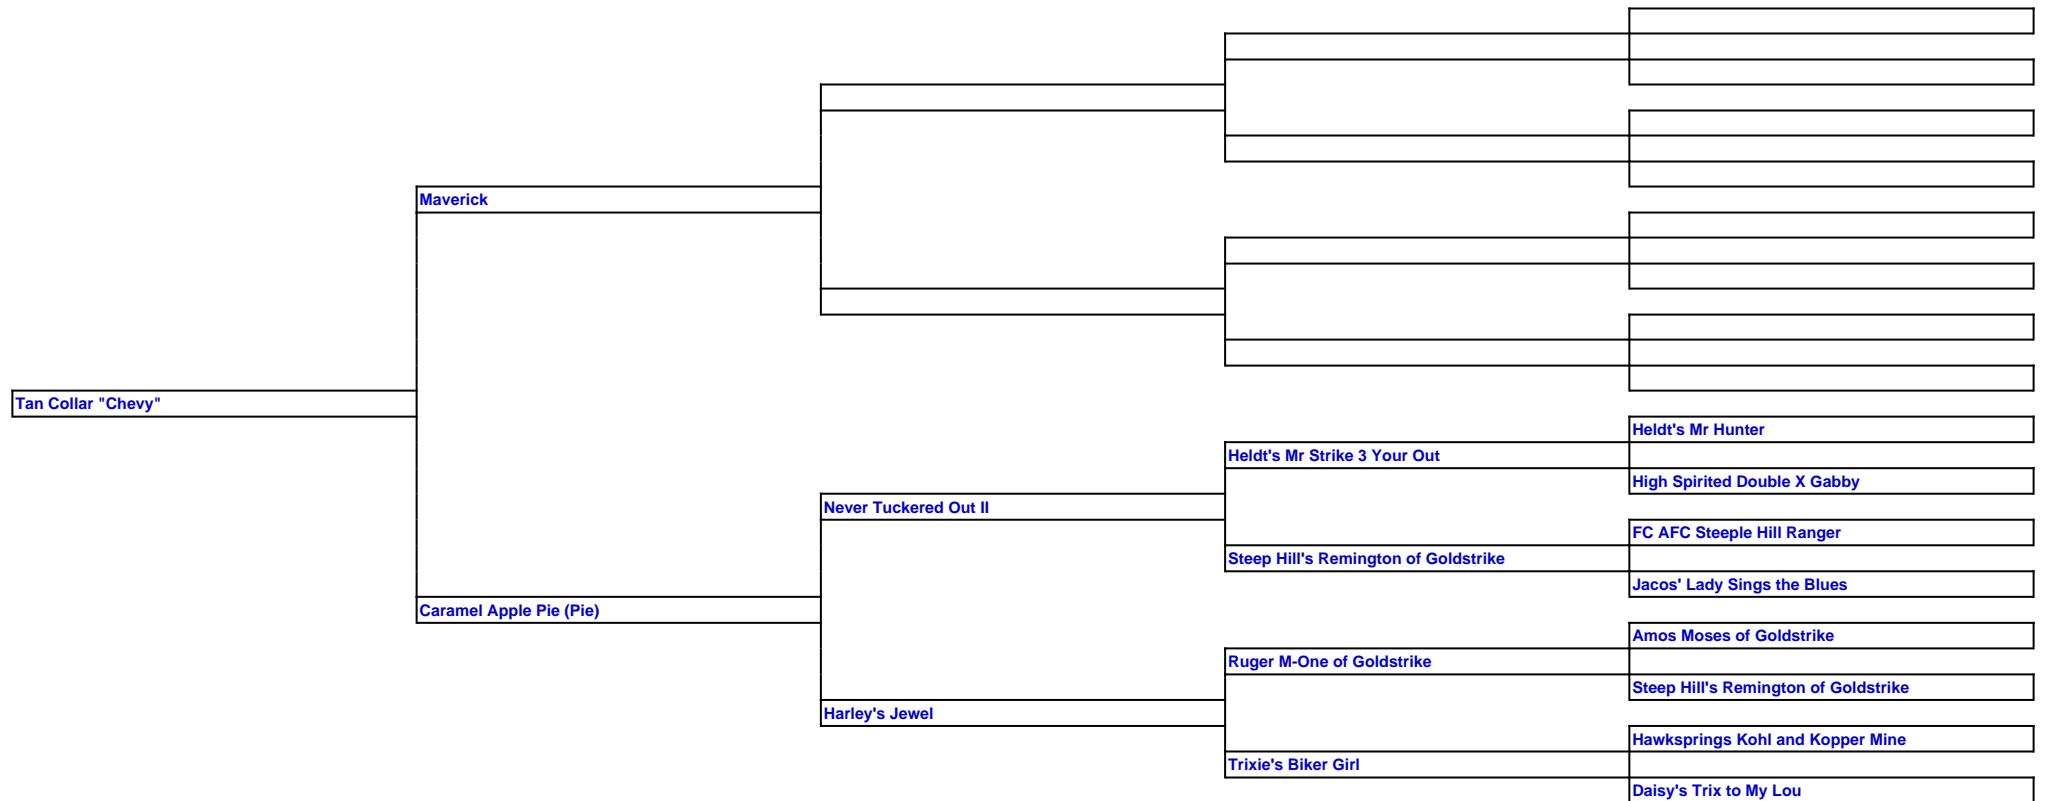 Maverick
Tan Collar "Chevy"
Heldt's Mr Hunter
Heldt's Mr Strike 3 Your Out
High Spirited Double X Gabby
Never Tuckered Out II
FC AFC Steeple Hill Ranger
Steep Hill's Remington of Goldstrike
Jacos' Lady Sings the Blues
Caramel Apple Pie (Pie)
Amos Moses of Goldstrike
Ruger M-One of Goldstrike
Steep Hill's Remington of Goldstrike
Harley's Jewel
Hawksprings Kohl and Kopper Mine
Trixie's Biker Girl
Daisy's Trix to My Lou